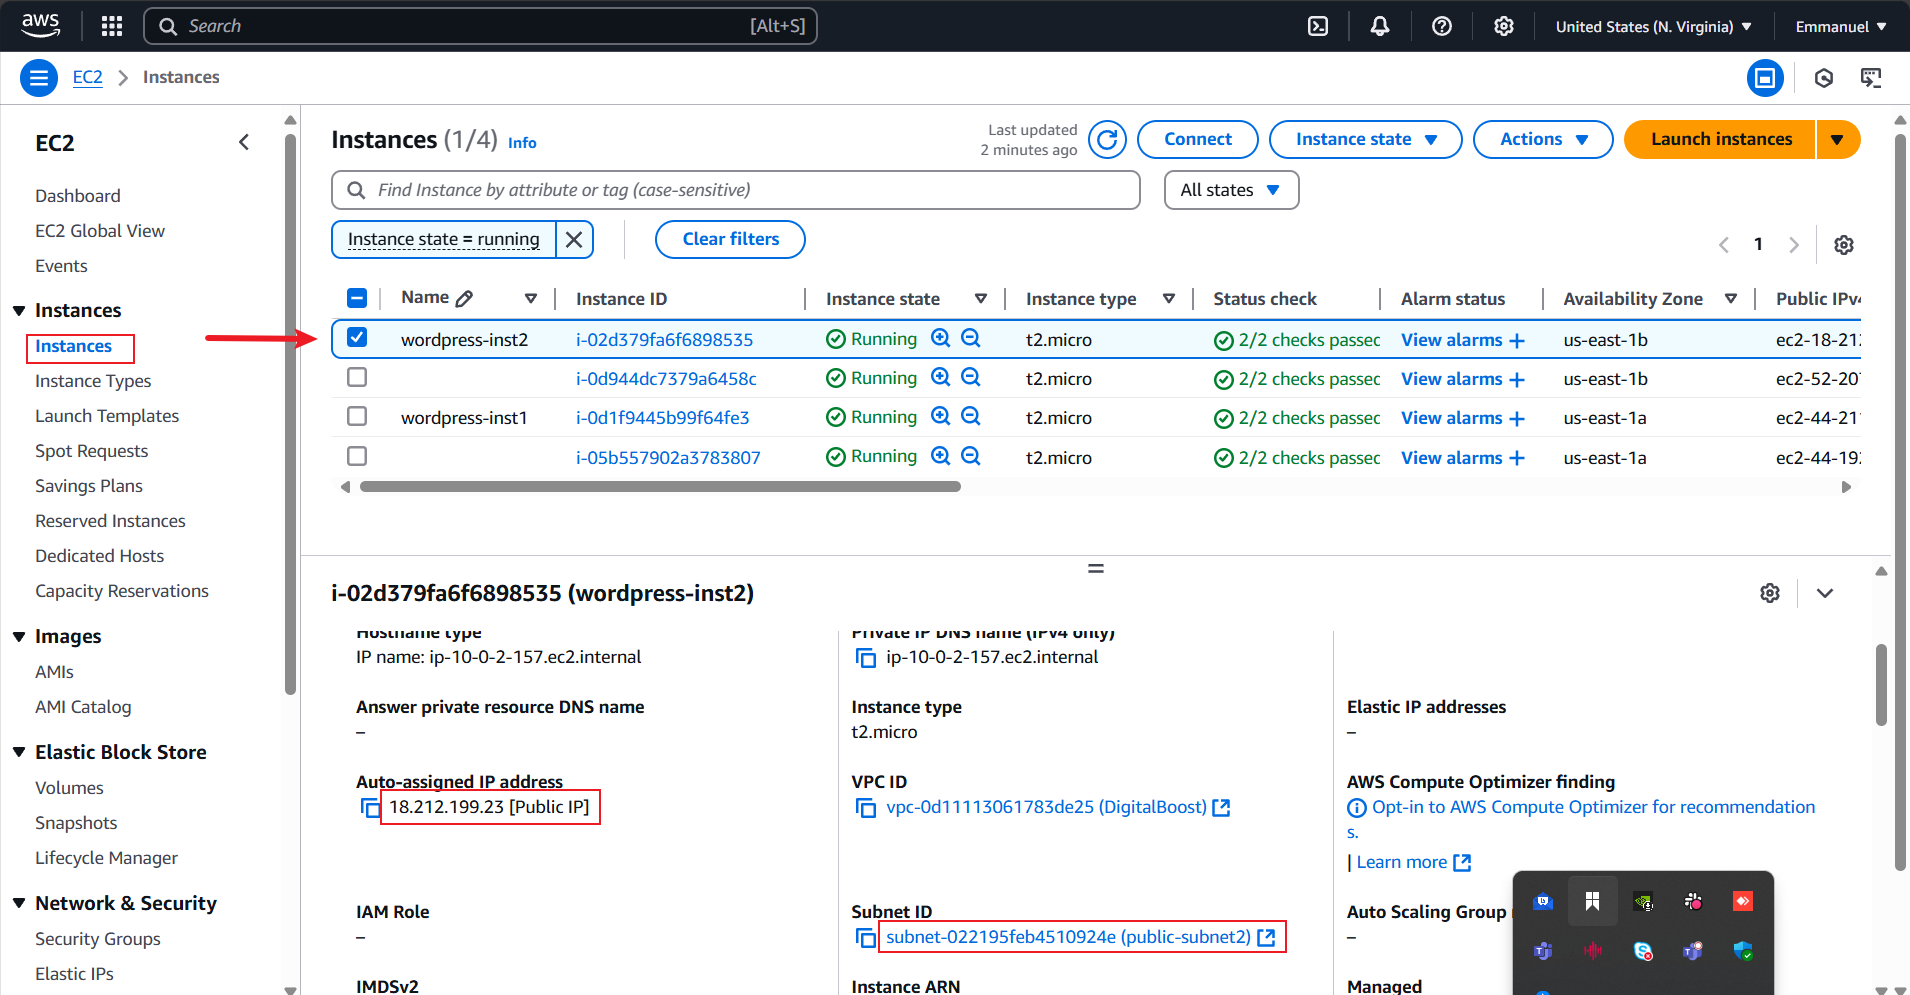 aws
Search
[Alt+S]
United States (N. Virginia)
Emmanuel
EC2
Instances
EC2
Dashboard
EC2 Global View
Events
Instances
Instances
Instance Types
Launch Templates
Spot Requests
Savings Plans
Reserved Instances
Dedicated Hosts
Capacity Reservations
Images
AMIs
AMI Catalog
Elastic Block Store
Volumes
Snapshots
Lifecycle Manager
Network & Security
Security Groups
Elastic IPs
Instances (1/4) Info
Last updated
2 minutes ago
Connect
Instance state
Actions
Launch instances
Find Instance by attribute or tag (case-sensitive)
All states
Instance state = running
Clear filters
1
Name Instance ID Instance state Instance type Status check Alarm status Availability Zone Public IPv4
wordpress-inst2 i-02d379fa6f6898535 Running t2.micro 2/2 checks passed View alarms + us-east-1b ec2-18-212
i-0d944dc7379a6458c Running t2.micro 2/2 checks passed View alarms + us-east-1b ec2-52-207
wordpress-inst1 i-0d1f9445b99f64fe3 Running t2.micro 2/2 checks passed View alarms + us-east-1a ec2-44-211
i-05b557902a3783807 Running t2.micro 2/2 checks passed View alarms + us-east-1a ec2-44-192
i-02d379fa6f6898535 (wordpress-inst2)
Hostname type
IP name: ip-10-0-2-157.ec2.internal
Answer private resource DNS name
–
Auto-assigned IP address
18.212.199.23 [Public IP]
IAM Role
–
IMDSv2
Private IP DNS name (IPv4 only)
ip-10-0-2-157.ec2.internal
Instance type
t2.micro
VPC ID
vpc-0d11113061783de25 (DigitalBoost)
Subnet ID
subnet-022195feb4510924e (public-subnet2)
Instance ARN
Elastic IP addresses
–
AWS Compute Optimizer finding
Opt-in to AWS Compute Optimizer for recommendation
s.
| Learn more
Auto Scaling Group
–
Managed